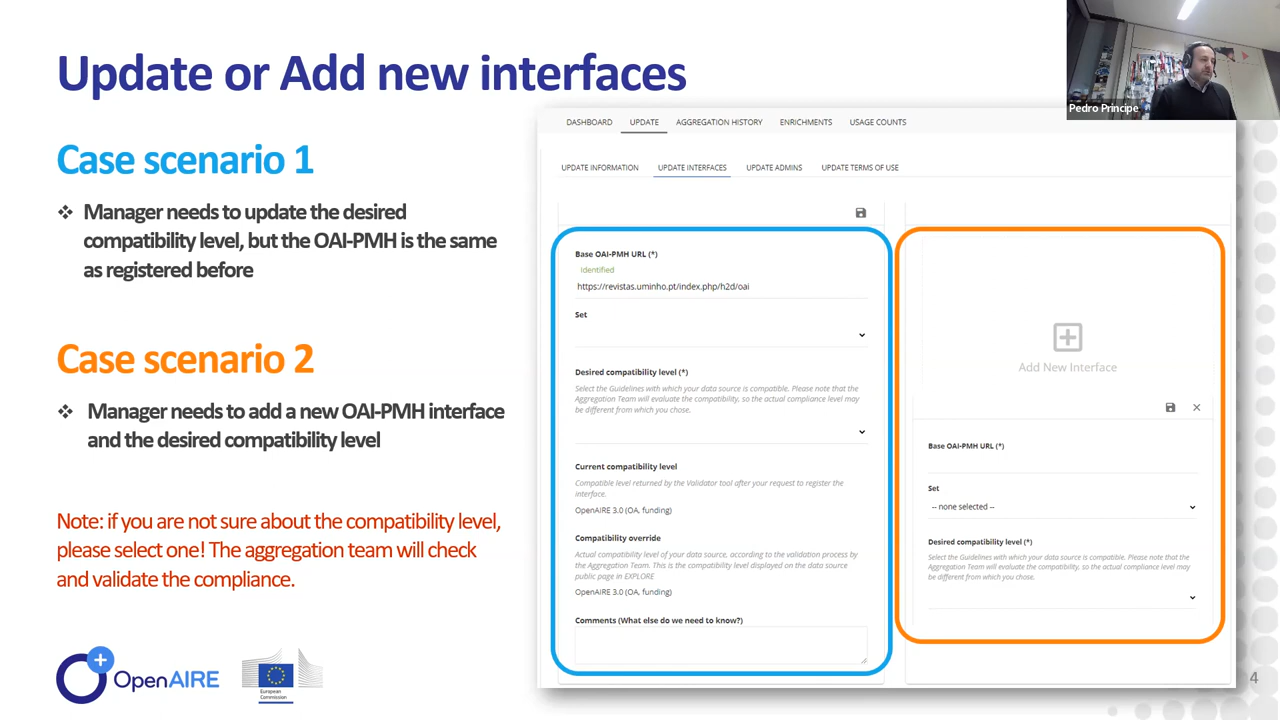 Update or Add new interfaces
Pedro Principe
Case scenario 1
❖ Manager needs to update the desired
compatibility level, but the OAI-PMH is the same
as registered before
Case scenario 2
❖ Manager needs to add a new OAI-PMH interface
and the desired compatibility level
Note: if you are not sure about the compatibility level,
please select one! The aggregation team will check
and validate the compliance.
DASHBOARD UPDATE AGGREGATION HISTORY ENRICHMENTS USAGE COUNTS
UPDATE INFORMATION UPDATE INTERFACES UPDATE ADMINS UPDATE TERMS OF USE
Base OAI-PMH URL (*)
Identified
https://revistas.uminho.pt/index.php/h2d/oai
Set
Desired compatibility level (*)
Select the Guidelines with which your data source is compatible. Please note that the
Aggregation Team will evaluate the compatibility, so the actual compliance level may
be different from which you chose.
Current compatibility level
Compatible level returned by the Validator tool after your request to register the
interface.
OpenAIRE 3.0 (OA, funding)
Compatibility override
Actual compatibility level of your data source, according to the validation process by
the Aggregation Team. This is the compatibility level displayed on the data source
public page in EXPLORE
OpenAIRE 3.0 (OA, funding)
Comments (What else do we need to know?)
Add New Interface
Base OAI-PMH URL (*)
Set
-- none selected --
Desired compatibility level (*)
Select the Guidelines with which your data source is compatible. Please note that the
Aggregation Team will evaluate the compatibility, so the actual compliance level may
be different from which you chose.
OpenAIRE
European
Commission
4